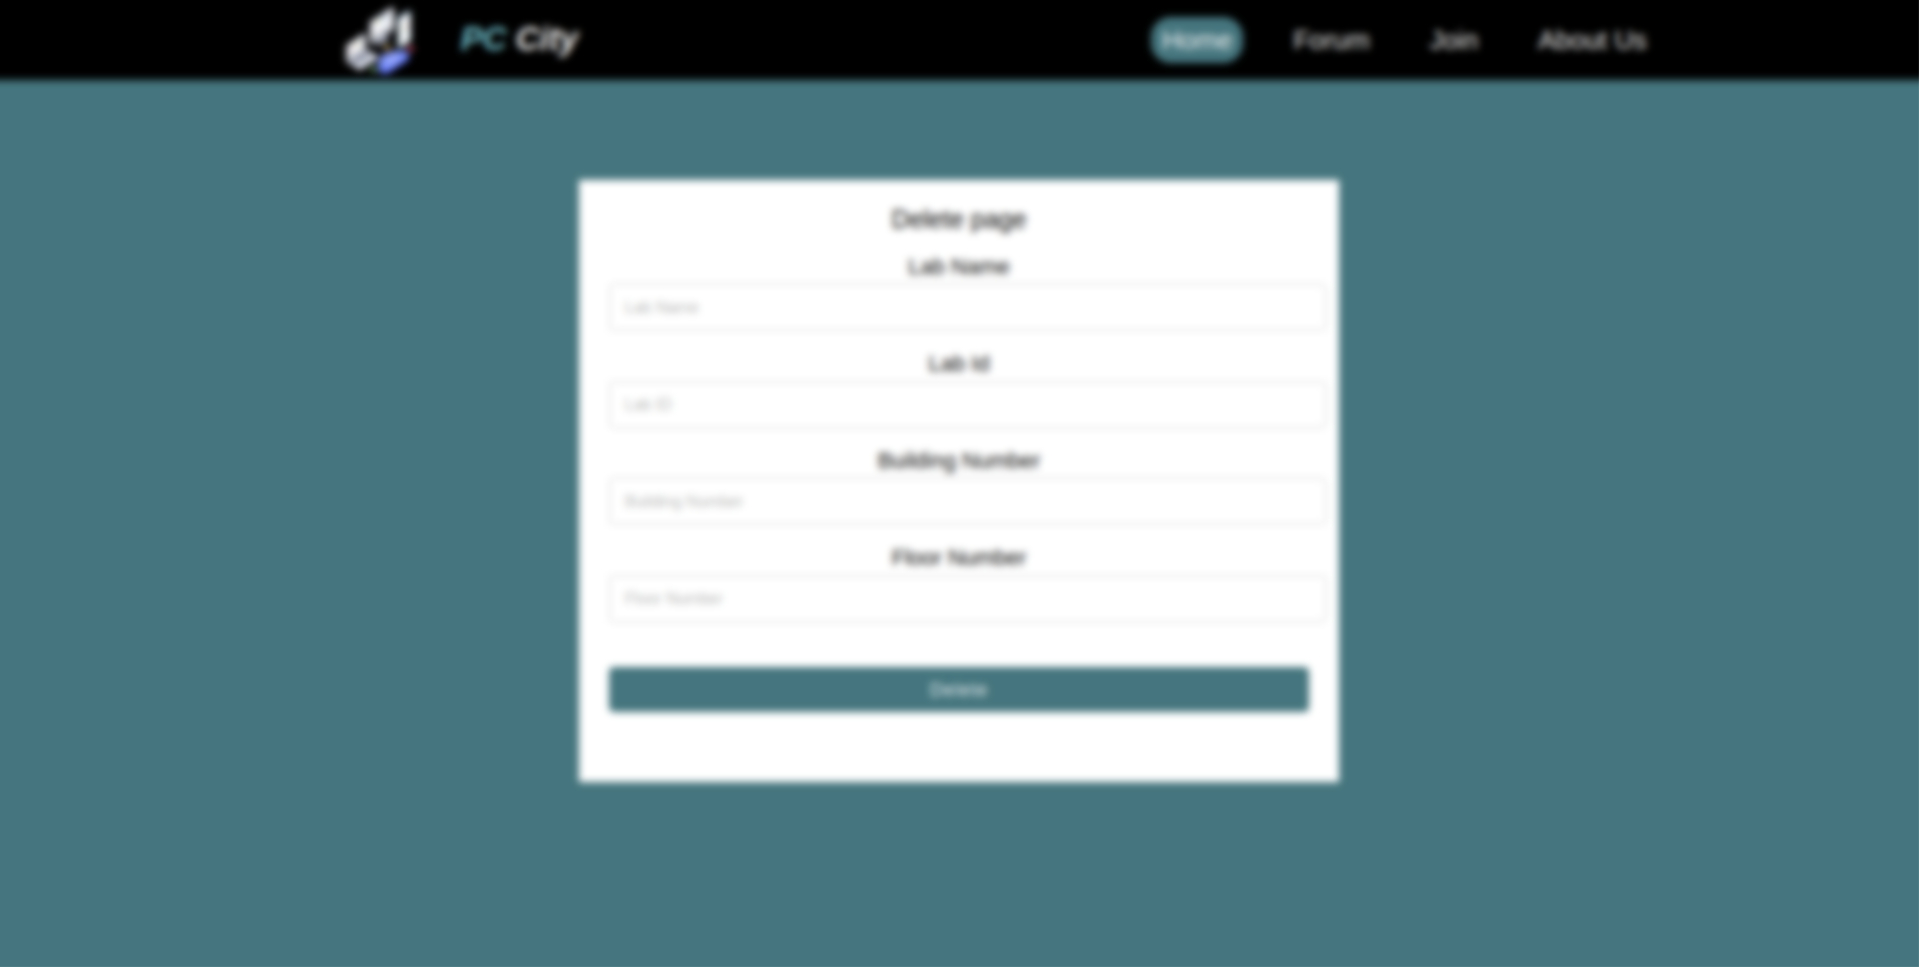 PC City
Home Forum Join About Us
Delete page
Lab Name
Lab Name
Lab Id
Lab ID
Building Number
Building Number
Floor Number
Floor Number
Delete